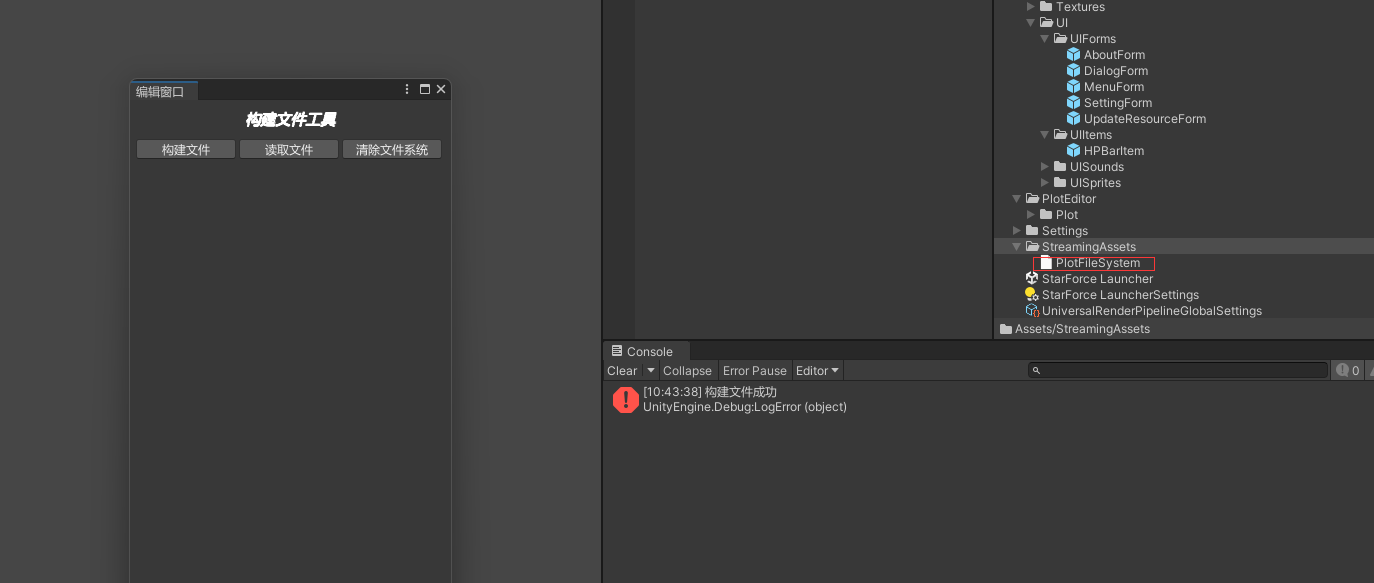 编辑窗口
构建文件工具
构建文件 读取文件 清除文件系统
Textures
UI
UIForms
AboutForm
DialogForm
MenuForm
SettingForm
UpdateResourceForm
UIItems
HPBarItem
UISounds
UISprites
PlotEditor
Plot
Settings
StreamingAssets
PlotFileSystem
StarForce Launcher
StarForce LauncherSettings
UniversalRenderPipelineGlobalSettings
Assets/StreamingAssets
Console
Clear Collapse Error Pause Editor 0
[10:43:38] 构建文件成功
UnityEngine.Debug:LogError (object)